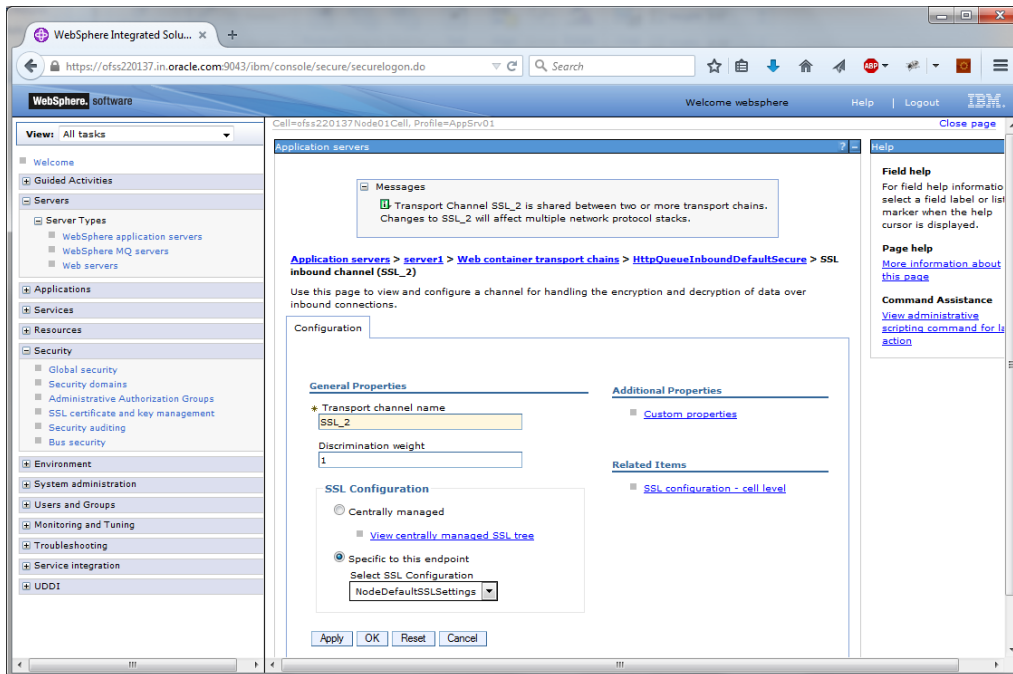 WebSphere Integrated Solu... × +
https://ofss220137.in.oracle.com:9043/ibm/console/secure/securelogon.do
Search
ABP
WebSphere. software
Welcome websphere
Help | Logout
IBM.
View: All tasks
Welcome
Guided Activities
Servers
Server Types
WebSphere application servers
WebSphere MQ servers
Web servers
Applications
Services
Resources
Security
Global security
Security domains
Administrative Authorization Groups
SSL certificate and key management
Security auditing
Bus security
Environment
System administration
Users and Groups
Monitoring and Tuning
Troubleshooting
Service integration
UDDI
Cell=ofss220137Node01Cell, Profile=AppSrv01
Close page
Application servers
? –
Messages
Transport Channel SSL_2 is shared between two or more transport chains.
Changes to SSL_2 will affect multiple network protocol stacks.
Application servers > server1 > Web container transport chains > HttpQueueInboundDefaultSecure > SSL
inbound channel (SSL_2)
Use this page to view and configure a channel for handling the encryption and decryption of data over
inbound connections.
Configuration
General Properties
* Transport channel name
SSL_2
Discrimination weight
1
SSL Configuration
Centrally managed
View centrally managed SSL tree
Specific to this endpoint
Select SSL Configuration
NodeDefaultSSLSettings
Apply OK Reset Cancel
Additional Properties
Custom properties
Related Items
SSL configuration - cell level
Help
Field help
For field help informatio
select a field label or list
marker when the help
cursor is displayed.
Page help
More information about
this page
Command Assistance
View administrative
scripting command for la
action